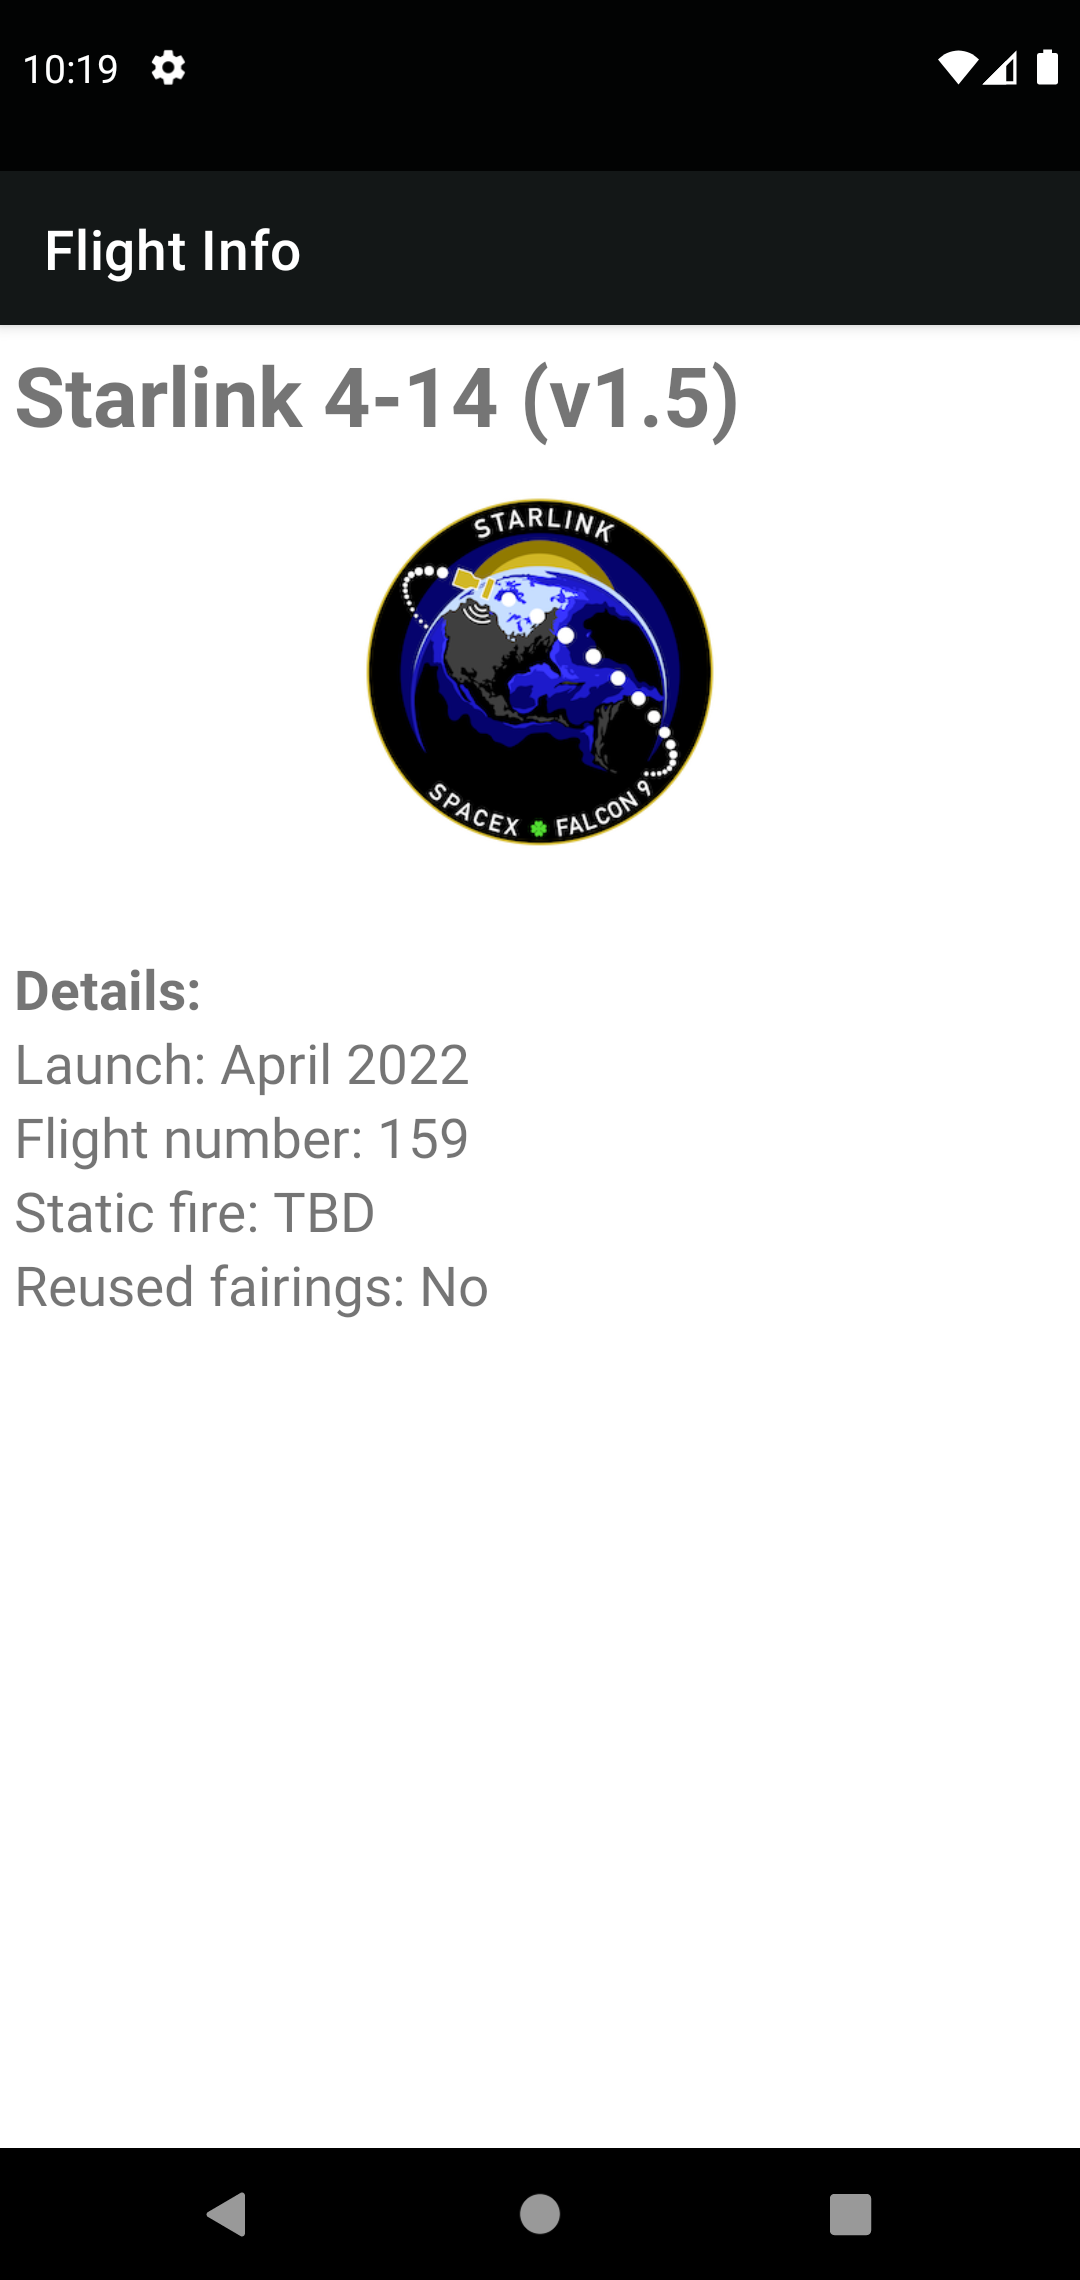 10:19
Flight Info
Starlink 4-14 (v1.5)
STARLINK
SPACEX FALCON 9
Details:
Launch: April 2022
Flight number: 159
Static fire: TBD
Reused fairings: No